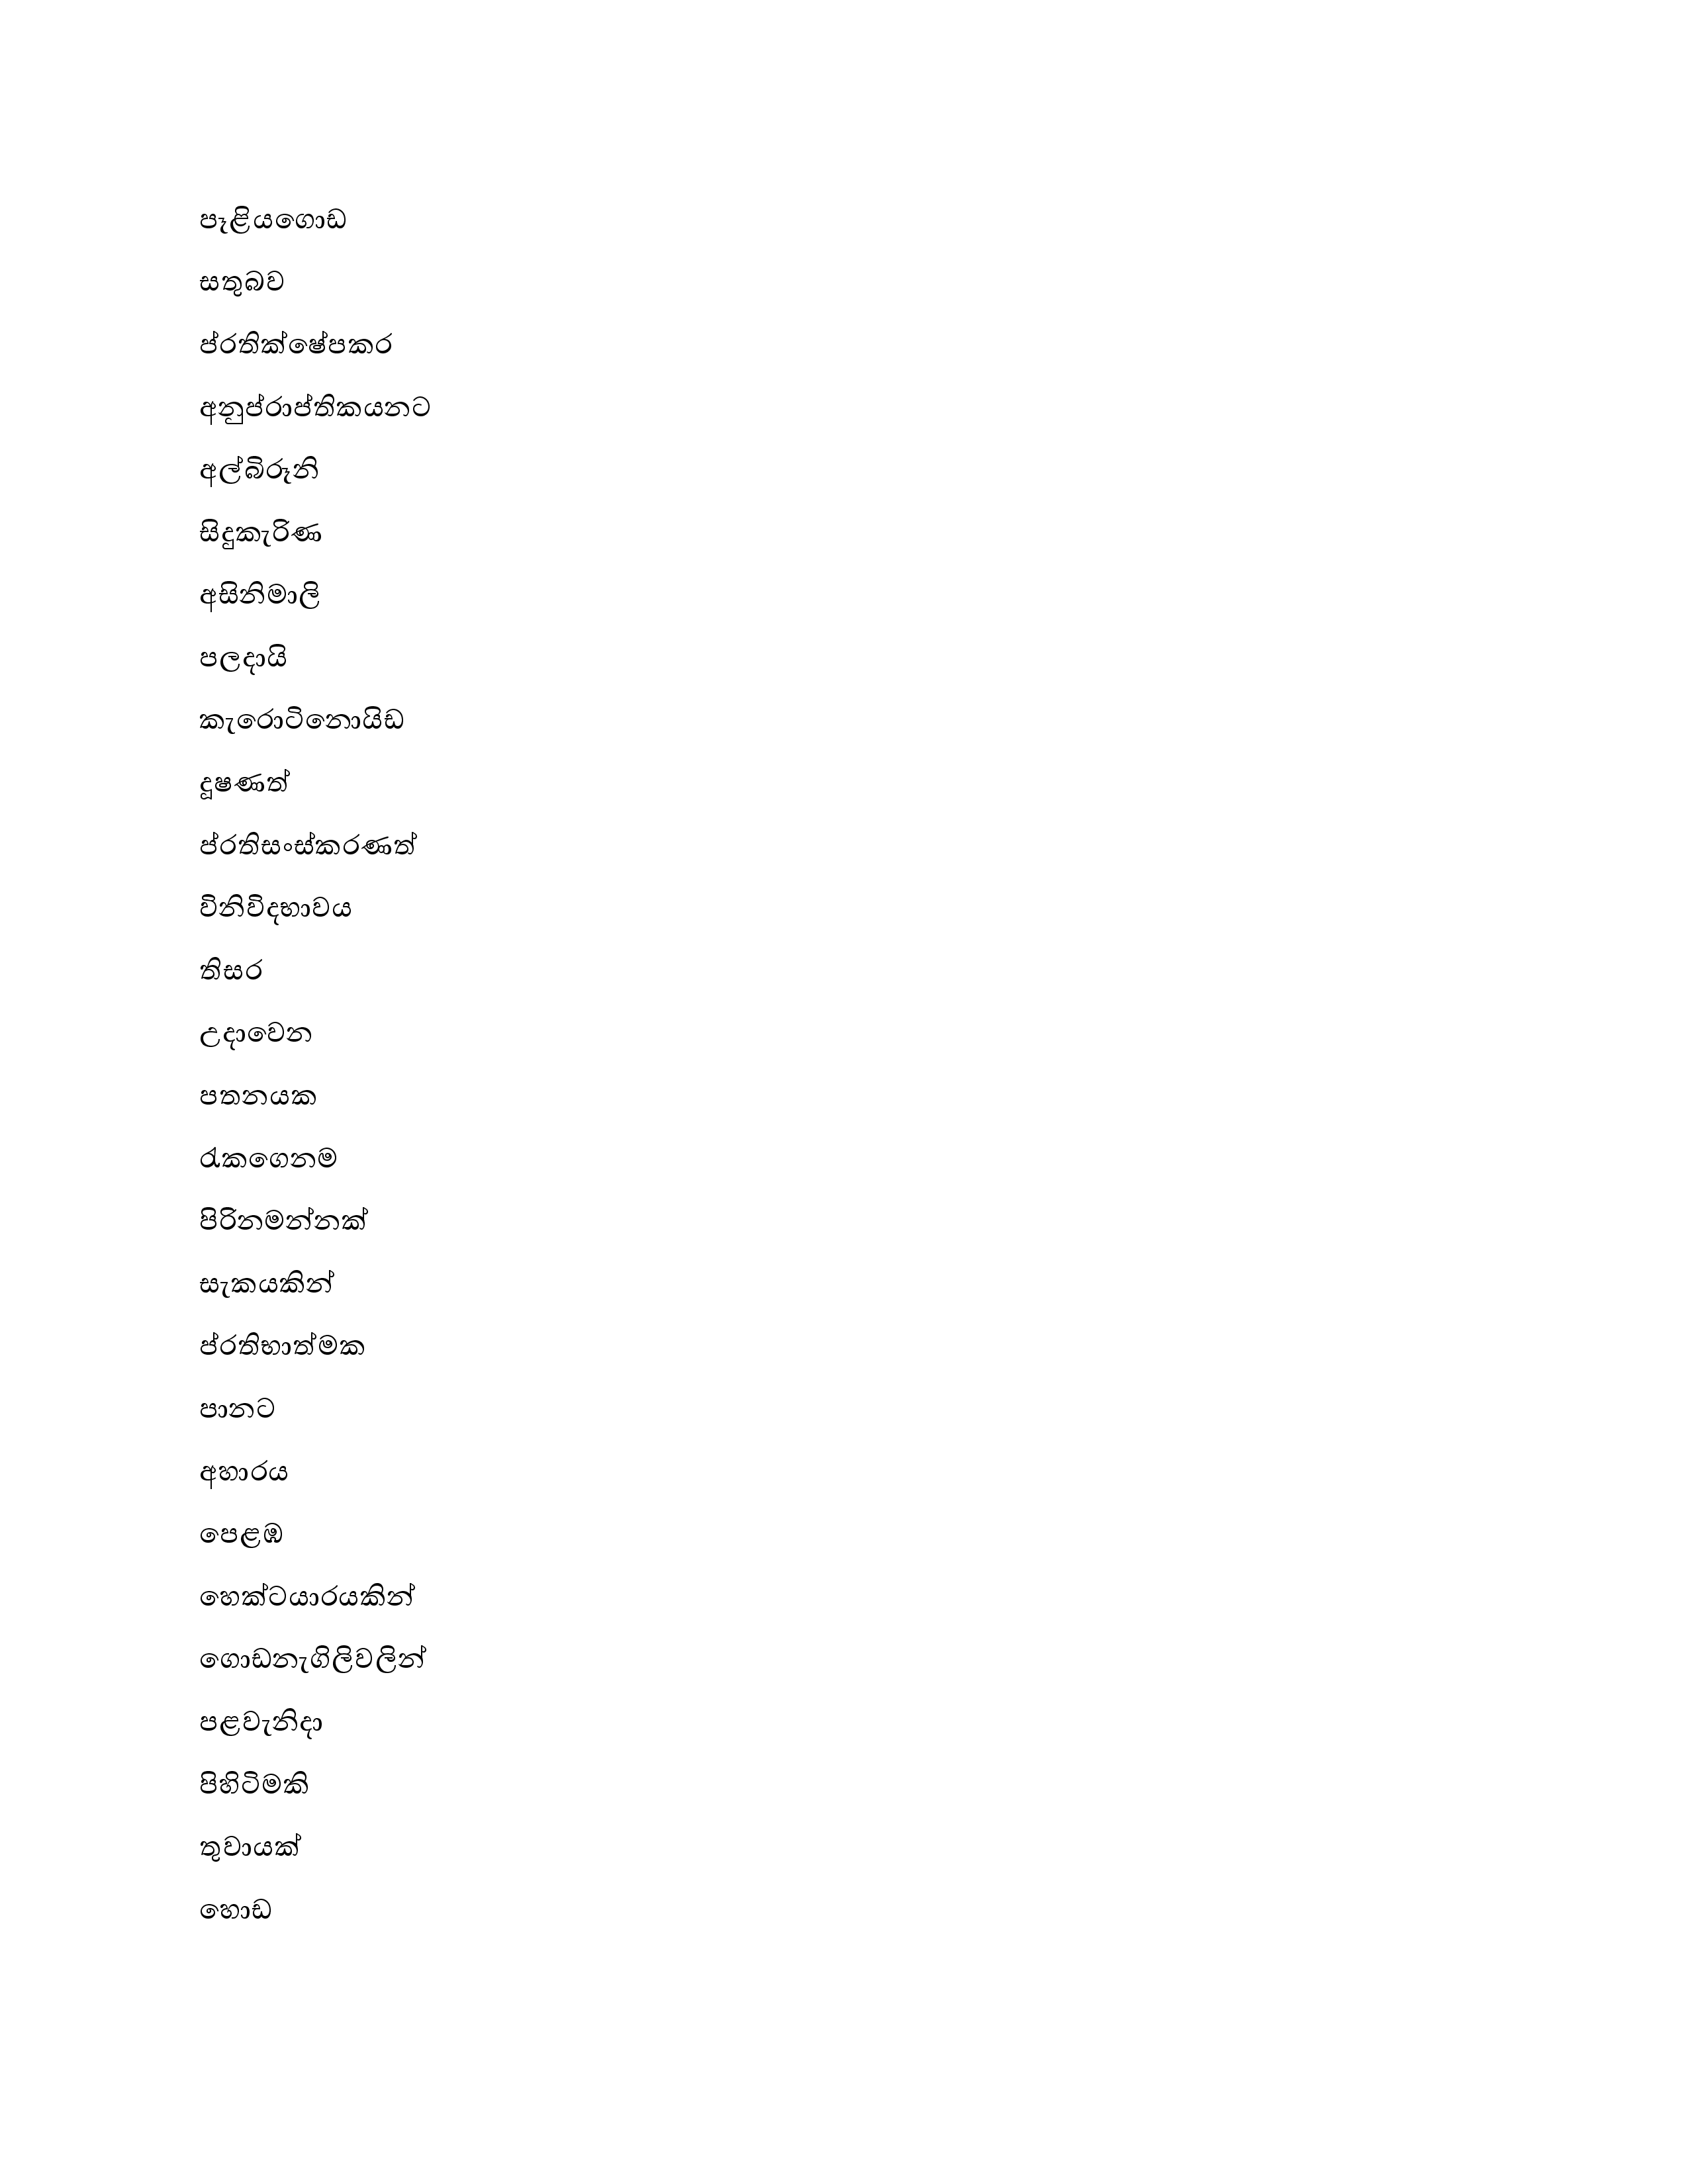 පෑළියගොඩ
සතුබව
ප්රතික්ෂේපකර
අනුප්රාප්තිකයනට
අල්බිරූනි
සිදුකැරිණ
අසිනිමාලි
පලදායි
කැරොටිනොයිඩ
දූෂණත්
ප්රතිසංස්කරණත්
විනිවිදභාවය
තිසර
උදාවෙන
පතනයක
රැකගෙනම
පිරිනමන්නක්
සැකයකින්
ප්රතිභාත්මක
පානට
අහාරය
පෙළඹ
හෙක්ටයාරයකින්
ගොඩනැගිලිවලින්
පළවැනිදා
පිහිටිමකි
තුවායක්
හොඩ